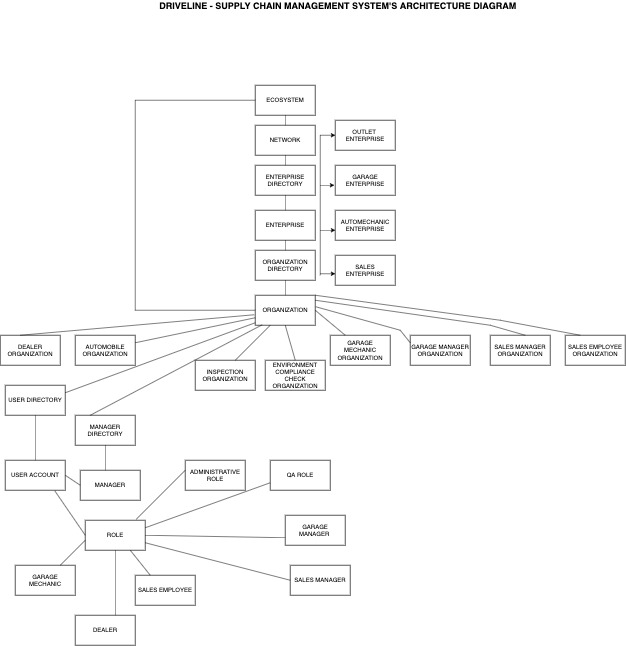 DRIVELINE - SUPPLY CHAIN MANAGEMENT SYSTEM'S ARCHITECTURE DIAGRAM
ECOSYSTEM
NETWORK
OUTLET
ENTERPRISE
ENTERPRISE
DIRECTORY
GARAGE
ENTERPRISE
ENTERPRISE
AUTOMECHANIC
ENTERPRISE
ORGANIZATION
DIRECTORY
SALES
ENTERPRISE
ORGANIZATION
DEALER
ORGANIZATION
AUTOMOBILE
ORGANIZATION
INSPECTION
ORGANIZATION
ENVIRONMENT
COMPLIANCE
CHECK
ORGANIZATION
GARAGE
MECHANIC
ORGANIZATION
GARAGE MANAGER
ORGANIZATION
SALES MANAGER
ORGANIZATION
SALES EMPLOYEE
ORGANIZATION
USER DIRECTORY
MANAGER
DIRECTORY
USER ACCOUNT
MANAGER
ADMINISTRATIVE
ROLE
QA ROLE
ROLE
GARAGE
MANAGER
GARAGE
MECHANIC
SALES EMPLOYEE
SALES MANAGER
DEALER